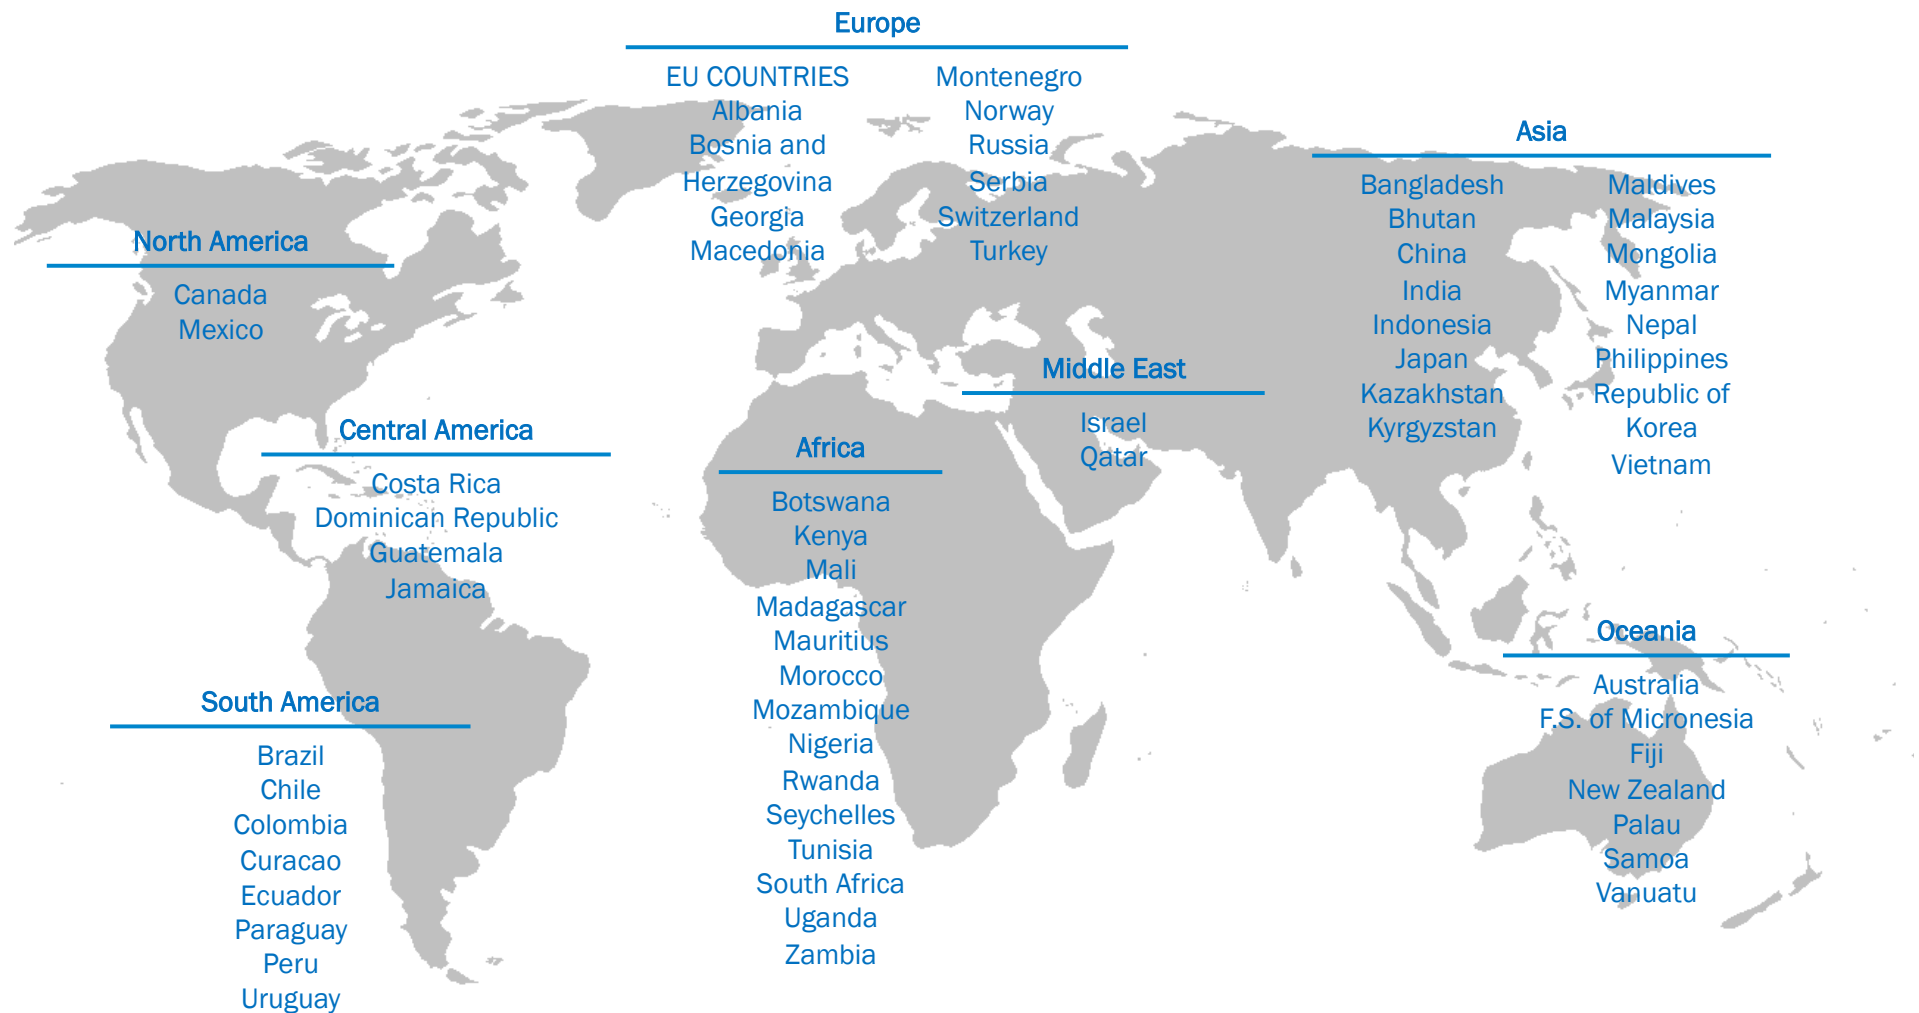 Europe
EU COUNTRIES
Albania
Bosnia and
Herzegovina
Georgia
Macedonia
Montenegro
Norway
Russia
Serbia
Switzerland
Turkey
Asia
Bangladesh
Bhutan
China
India
Indonesia
Japan
Kazakhstan
Kyrgyzstan
Maldives
Malaysia
Mongolia
Myanmar
Nepal
Philippines
Republic of
Korea
Vietnam
North America
Canada
Mexico
Middle East
Israel
Qatar
Central America
Costa Rica
Dominican Republic
Guatemala
Jamaica
Africa
Botswana
Kenya
Mali
Madagascar
Mauritius
Morocco
Mozambique
Nigeria
Rwanda
Seychelles
Tunisia
South Africa
Uganda
Zambia
Oceania
Australia
F.S. of Micronesia
Fiji
New Zealand
Palau
Samoa
Vanuatu
South America
Brazil
Chile
Colombia
Curacao
Ecuador
Paraguay
Peru
Uruguay